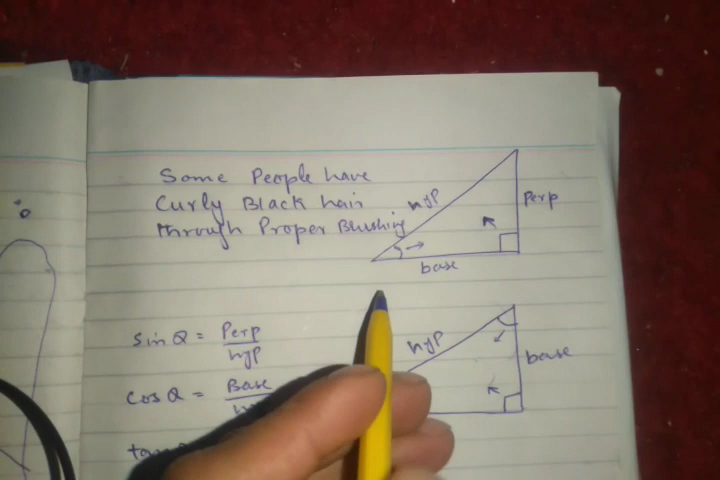 Some People have
Curly Black hair
through Proper Brushing
hyp
Perp
base
sin Q = Perp
hyp
cos Q = Base
hyp
base